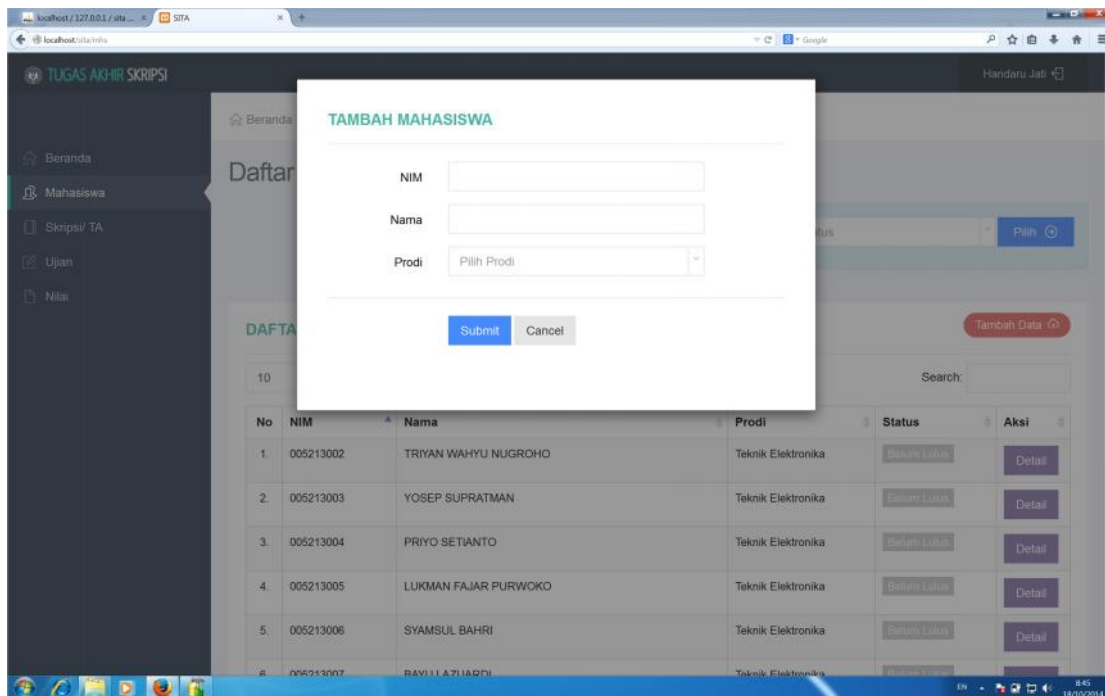 localhost / 127.0.0.1 / sita ...
SITA
localhost/sita/mhs
Google
TUGAS AKHIR SKRIPSI
Handaru Jati
Beranda
TAMBAH MAHASISWA
Beranda
Daftar
NIM
Mahasiswa
Nama
Skripsi/ TA
Pilih
Prodi
Pilih Prodi
Ujian
Nilai
DAFTA
Submit
Cancel
Tambah Data
10
Search:
No NIM Nama Prodi Status Aksi
1. 005213002 TRIYAN WAHYU NUGROHO Teknik Elektronika Belum Lulus Detail
2. 005213003 YOSEP SUPRATMAN Teknik Elektronika Belum Lulus Detail
3. 005213004 PRIYO SETIANTO Teknik Elektronika Belum Lulus Detail
4. 005213005 LUKMAN FAJAR PURWOKO Teknik Elektronika Belum Lulus Detail
5. 005213006 SYAMSUL BAHRI Teknik Elektronika Belum Lulus Detail
6. 005213007 BAYU LAZUARDI Teknik Elektronika
EN
8:45
18/10/2014